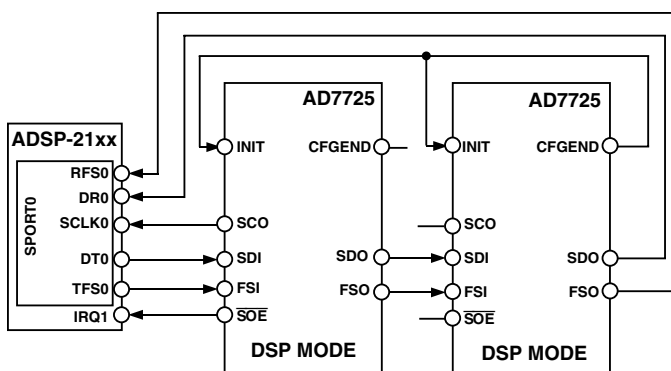 ADSP-21xx
SPORT0
RFS0
DR0
SCLK0
DT0
TFS0
IRQ1
AD7725
INIT
CFGEND
SCO
SDI
SDO
FSI
FSO
SOE
DSP MODE
AD7725
INIT
CFGEND
SCO
SDI
SDO
FSI
FSO
SOE
DSP MODE